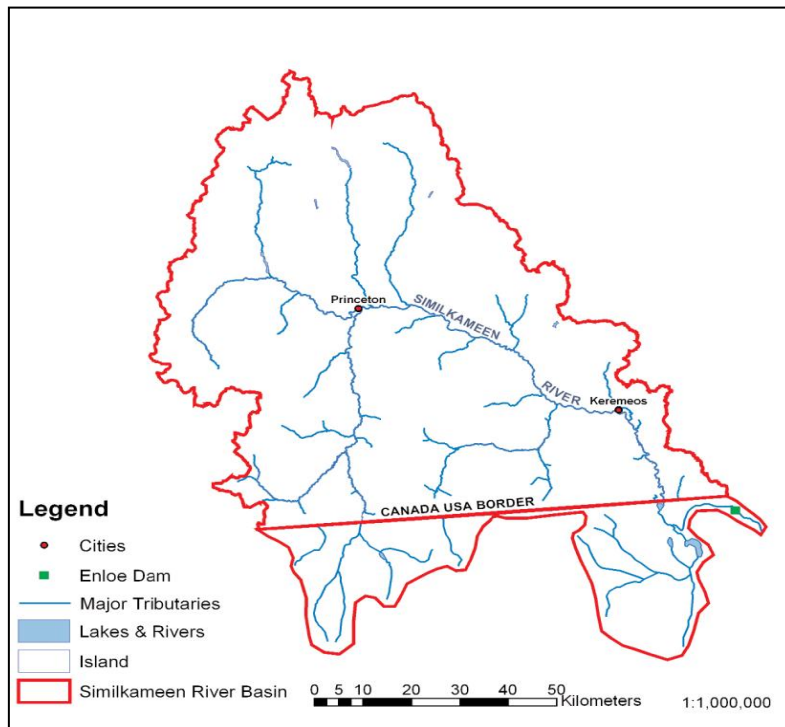 Princeton
SIMILKAMEEN
RIVER
Keremeos
CANADA USA BORDER
Legend
Cities
Enloe Dam
Major Tributaries
Lakes & Rivers
Island
Similkameen River Basin
0 5 10 20 30 40 50
Kilometers
1:1,000,000